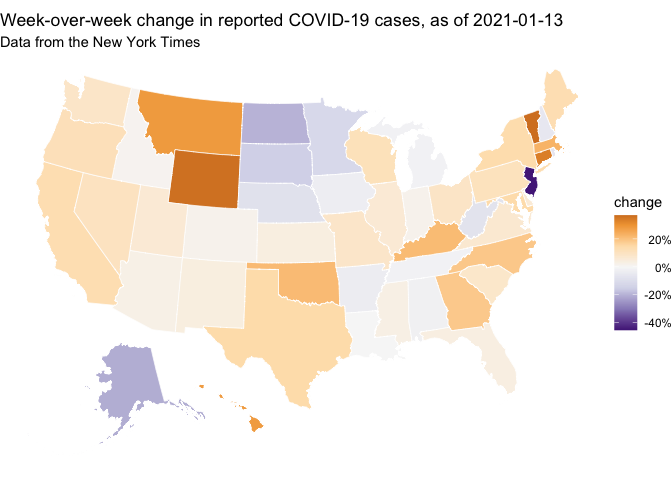 Week-over-week change in reported COVID-19 cases, as of 2021-01-13
Data from the New York Times
change
20%
0%
-20%
-40%